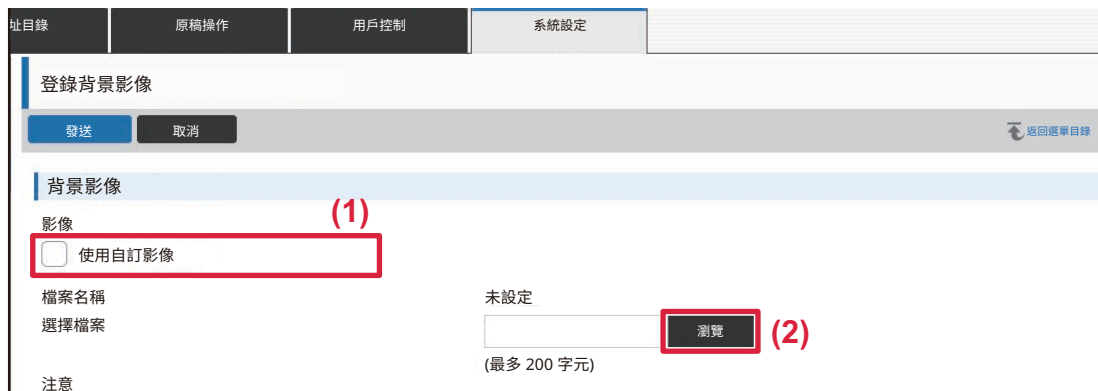 址目錄 原稿操作 用戶控制 系統設定
登錄背景影像
發送 取消 返回選單目錄
背景影像
影像 (1)
使用自訂影像
檔案名稱 未設定
選擇檔案 瀏覽 (2)
(最多 200 字元)
注意